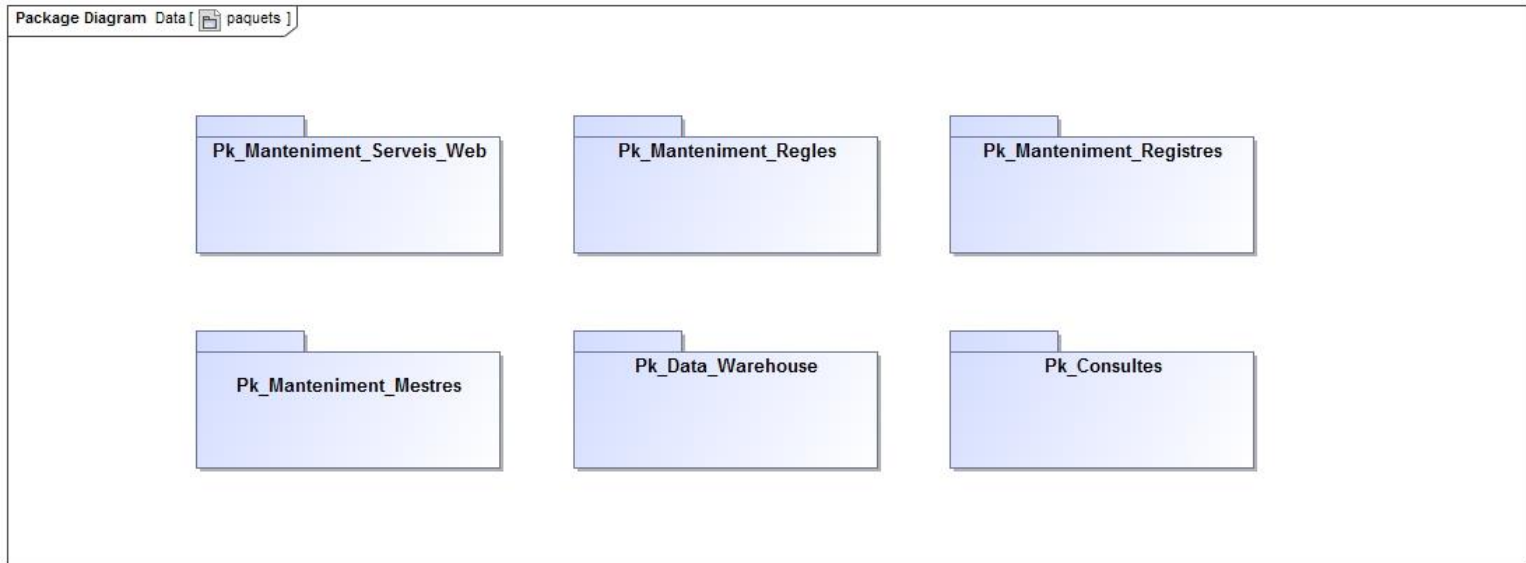 Package Diagram Data [ paquets ]
Pk_Manteniment_Serveis_Web
Pk_Manteniment_Regles
Pk_Manteniment_Registres
Pk_Manteniment_Mestres
Pk_Data_Warehouse
Pk_Consultes